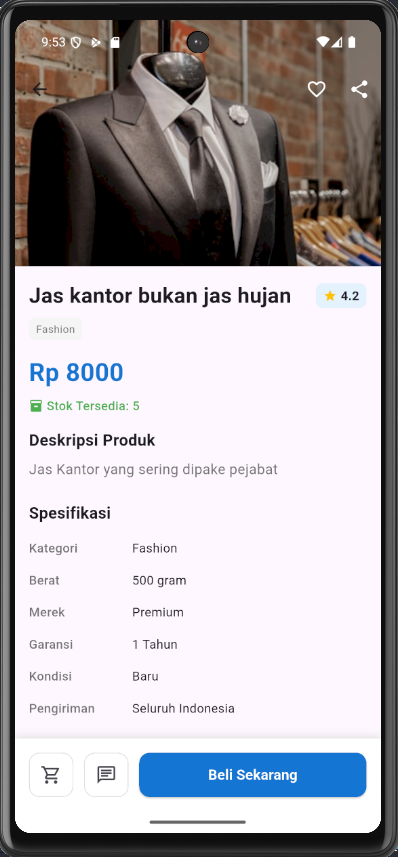 9:53
Jas kantor bukan jas hujan
4.2
Fashion
Rp 8000
Stok Tersedia: 5
Deskripsi Produk
Jas Kantor yang sering dipake pejabat
Spesifikasi
Kategori Fashion
Berat 500 gram
Merek Premium
Garansi 1 Tahun
Kondisi Baru
Pengiriman Seluruh Indonesia
Beli Sekarang